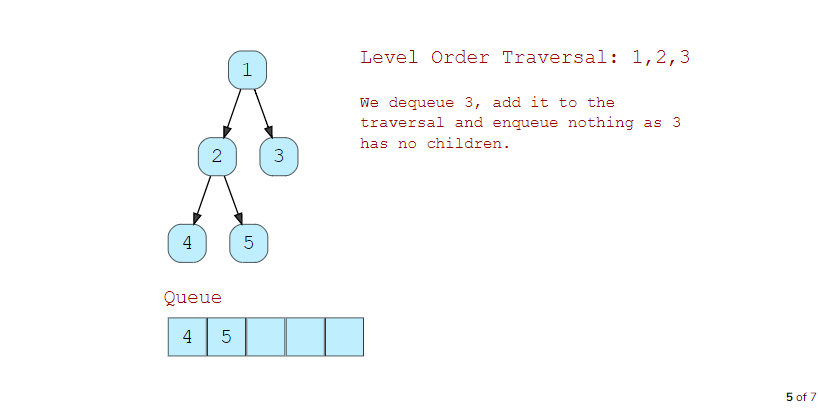 Level Order Traversal: 1,2,3
We dequeue 3, add it to the
traversal and enqueue nothing as 3
has no children.
1
2 3
4 5
Queue
4 5
5 of 7